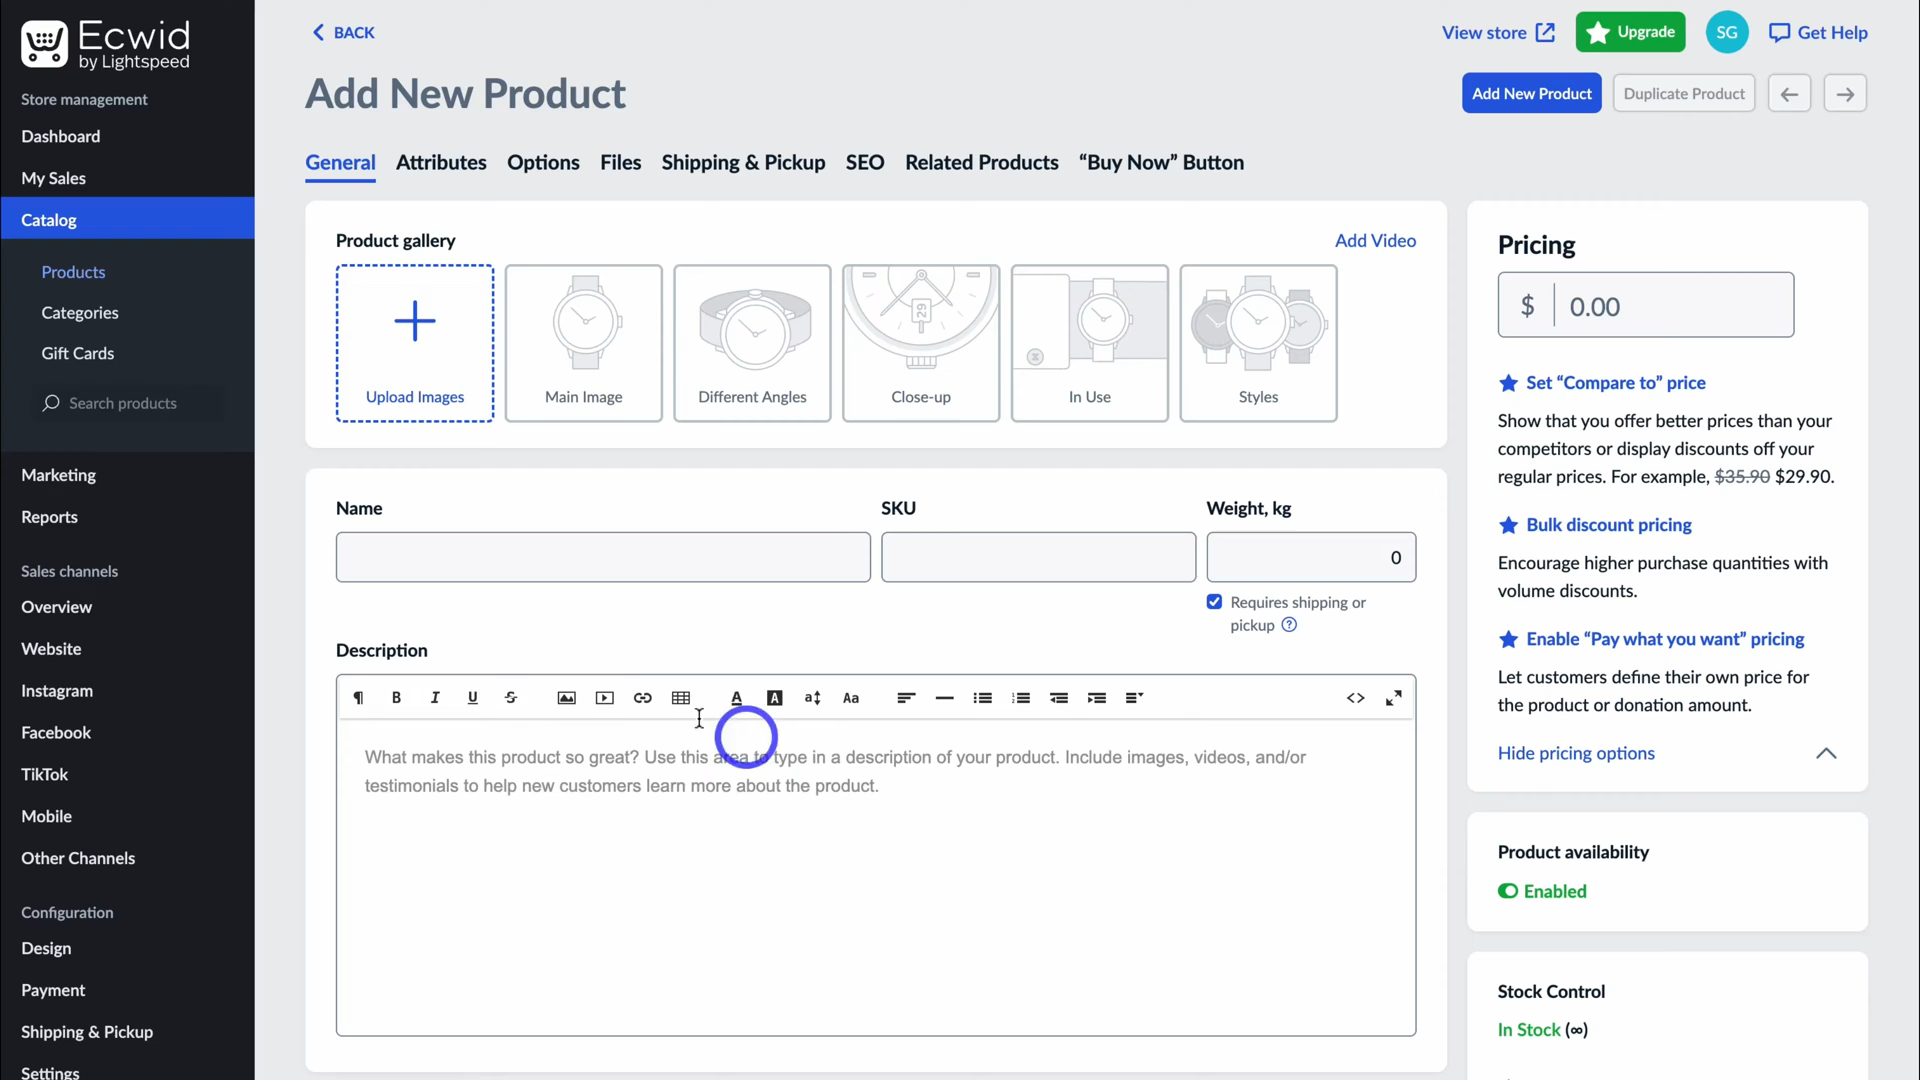 Ecwid
by Lightspeed
Store management
Dashboard
My Sales
Catalog
Products
Categories
Gift Cards
Search products
Marketing
Reports
Sales channels
Overview
Website
Instagram
Facebook
TikTok
Mobile
Other Channels
Configuration
Design
Payment
Shipping & Pickup
Settings
BACK
View store
Upgrade
SG
Get Help
Add New Product
Add New Product
Duplicate Product
General
Attributes
Options
Files
Shipping & Pickup
SEO
Related Products
“Buy Now” Button
Product gallery
Add Video
Upload Images
Main Image
Different Angles
29
Close-up
In Use
Styles
Name
SKU
Weight, kg
0
Requires shipping or
pickup ?
Description
¶ B I U S A A a Aa <>
What makes this product so great? Use this area to type in a description of your product. Include images, videos, and/or
testimonials to help new customers learn more about the product.
Pricing
$ 0.00
Set “Compare to” price
Show that you offer better prices than your
competitors or display discounts off your
regular prices. For example, $35.90 $29.90.
Bulk discount pricing
Encourage higher purchase quantities with
volume discounts.
Enable “Pay what you want” pricing
Let customers define their own price for
the product or donation amount.
Hide pricing options
Product availability
Enabled
Stock Control
In Stock (∞)